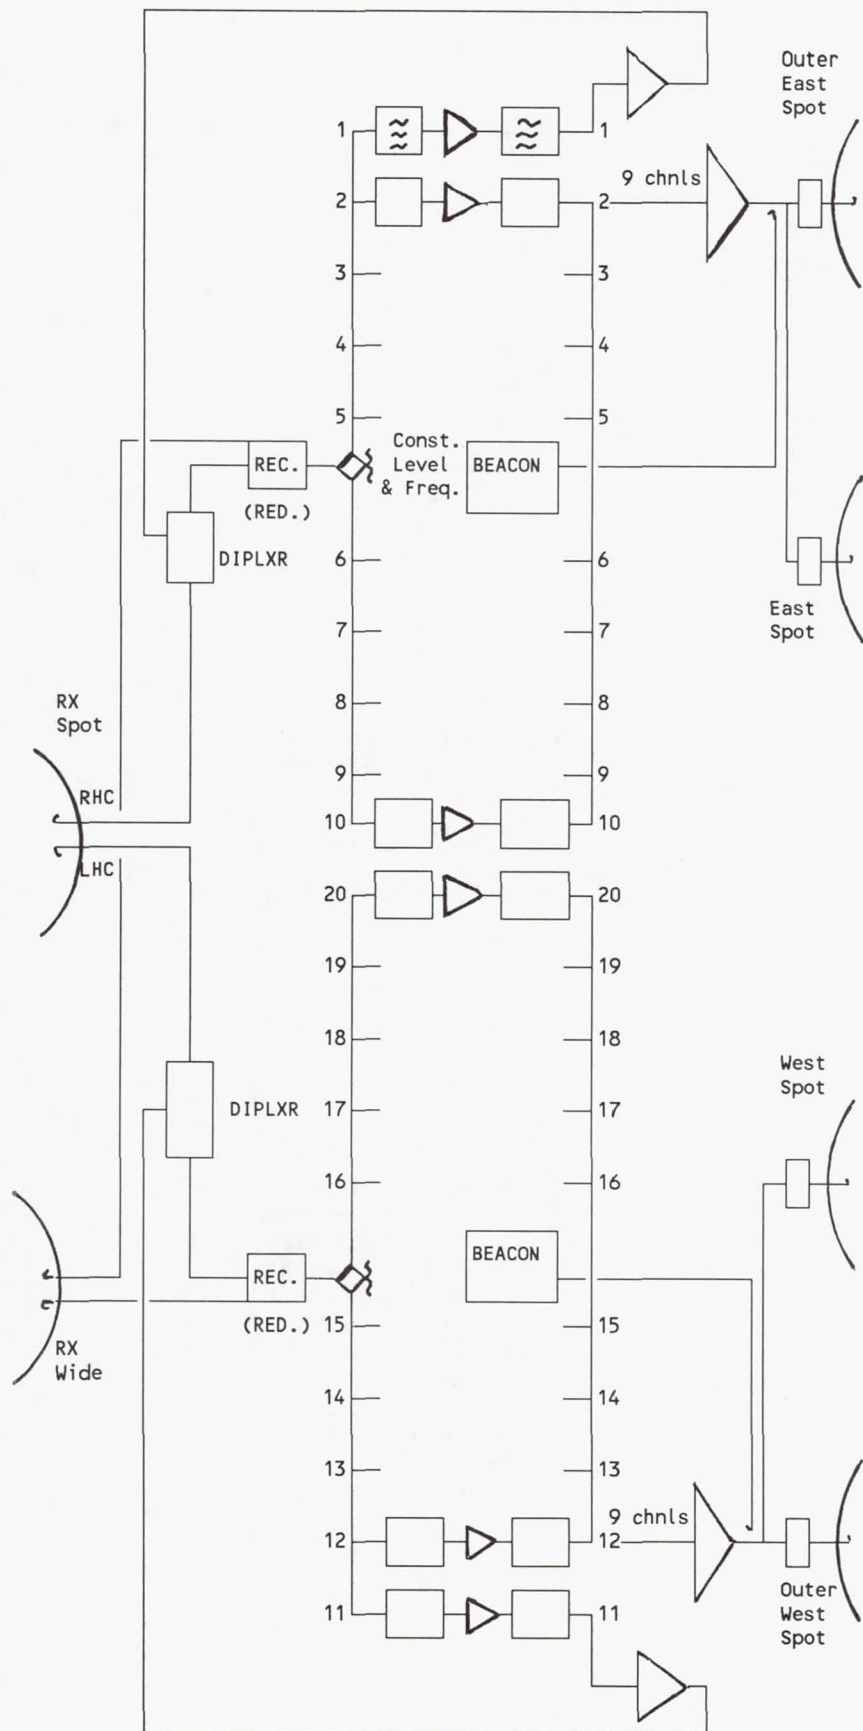 Outer
East
Spot
1
1
9 chnls
2
2
3
3
4
4
5
5
Const.
Level
& Freq.
BEACON
REC.
(RED.)
DIPLXR
6
6
East
Spot
7
7
8
8
RX
Spot
9
9
RHC
10
10
LHC
20
20
19
19
18
18
West
Spot
17
17
DIPLXR
16
16
BEACON
REC.
(RED.)
15
15
RX
Wide
14
14
13
13
9 chnls
12
12
Outer
West
Spot
11
11